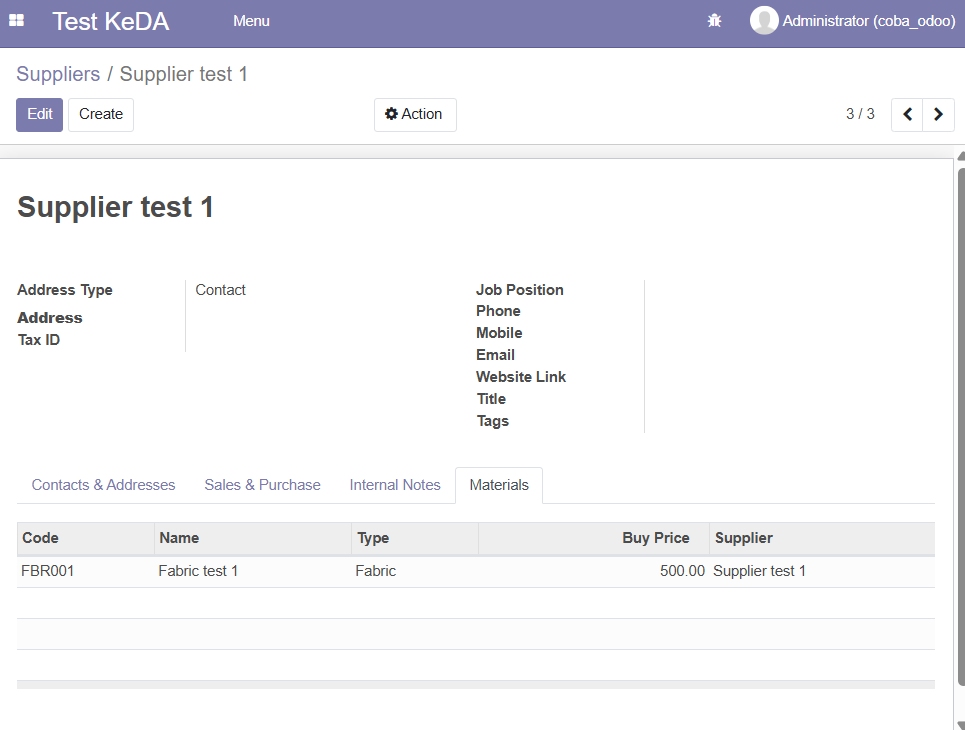 Test KeDA Menu Administrator (coba_odoo)
Suppliers / Supplier test 1
Edit Create Action 3 / 3
Supplier test 1
Address Type Contact
Address
Tax ID
Job Position
Phone
Mobile
Email
Website Link
Title
Tags
Contacts & Addresses Sales & Purchase Internal Notes Materials
Code Name Type Buy Price Supplier
FBR001 Fabric test 1 Fabric 500.00 Supplier test 1